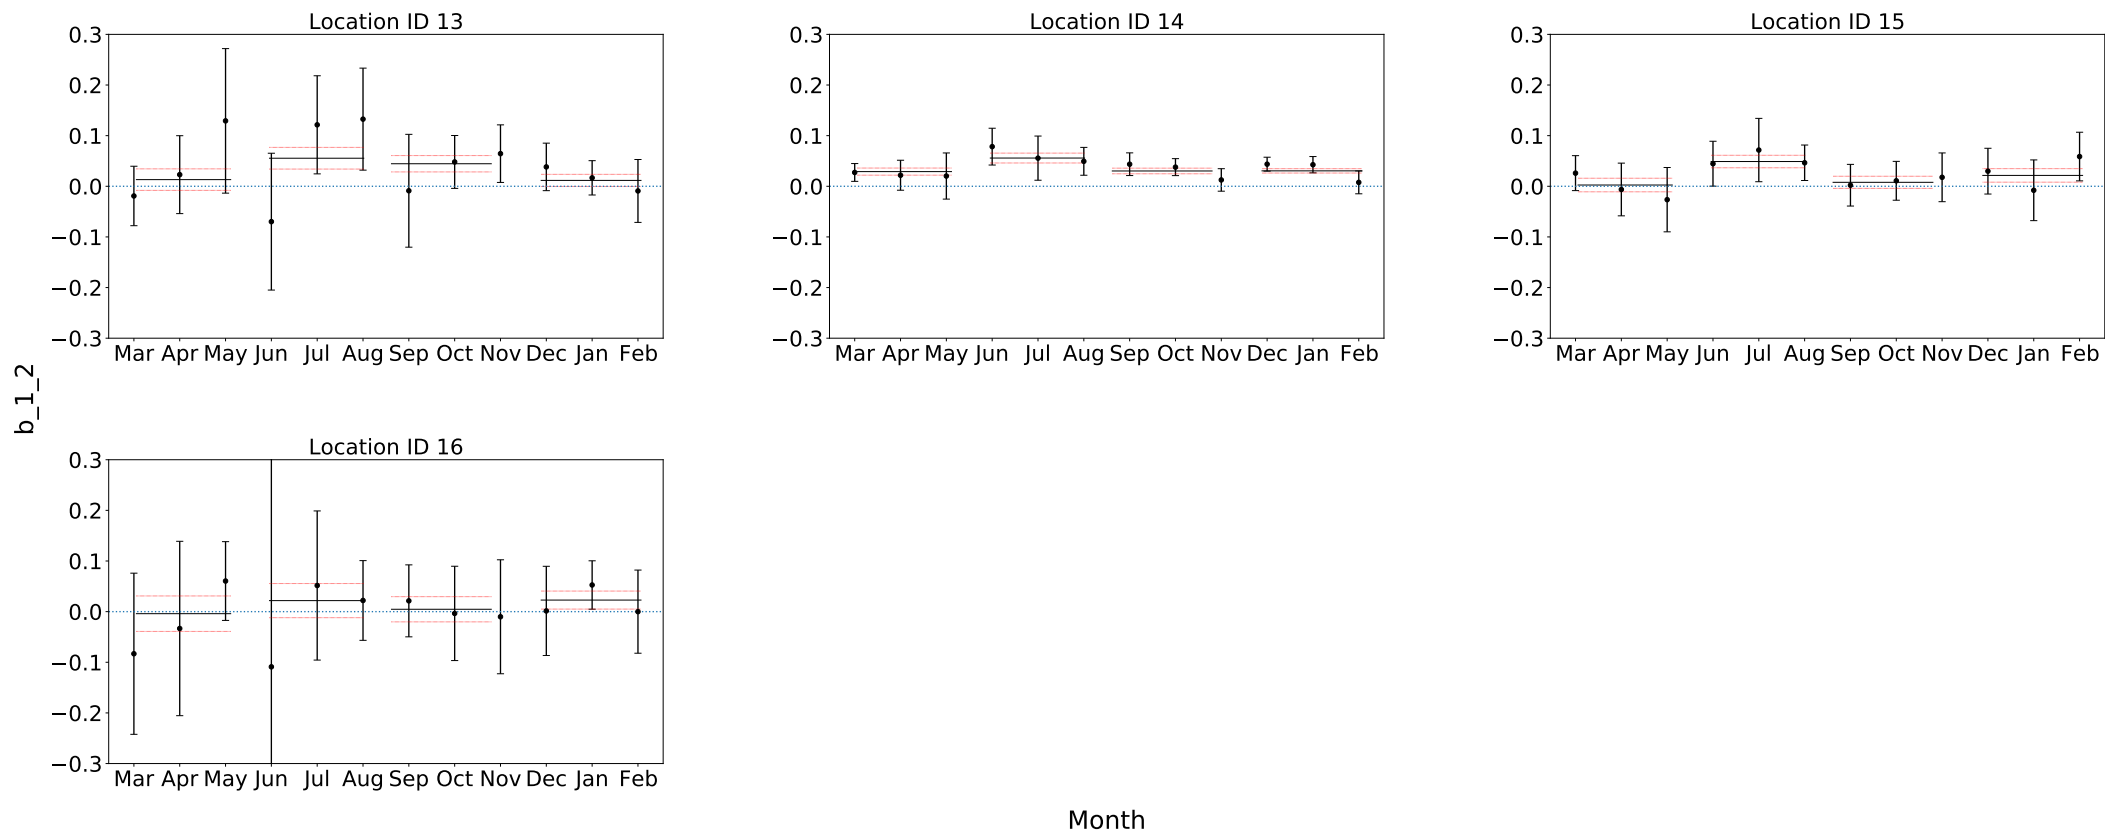 Location ID 13
0.3
0.2
0.1
0.0
−0.1
−0.2
−0.3
Mar Apr May Jun Jul Aug Sep Oct Nov Dec Jan Feb
Location ID 14
0.3
0.2
0.1
0.0
−0.1
−0.2
−0.3
Mar Apr May Jun Jul Aug Sep Oct Nov Dec Jan Feb
Location ID 15
0.3
0.2
0.1
0.0
−0.1
−0.2
−0.3
Mar Apr May Jun Jul Aug Sep Oct Nov Dec Jan Feb
b_1_2
Location ID 16
0.3
0.2
0.1
0.0
−0.1
−0.2
−0.3
Mar Apr May Jun Jul Aug Sep Oct Nov Dec Jan Feb
Month